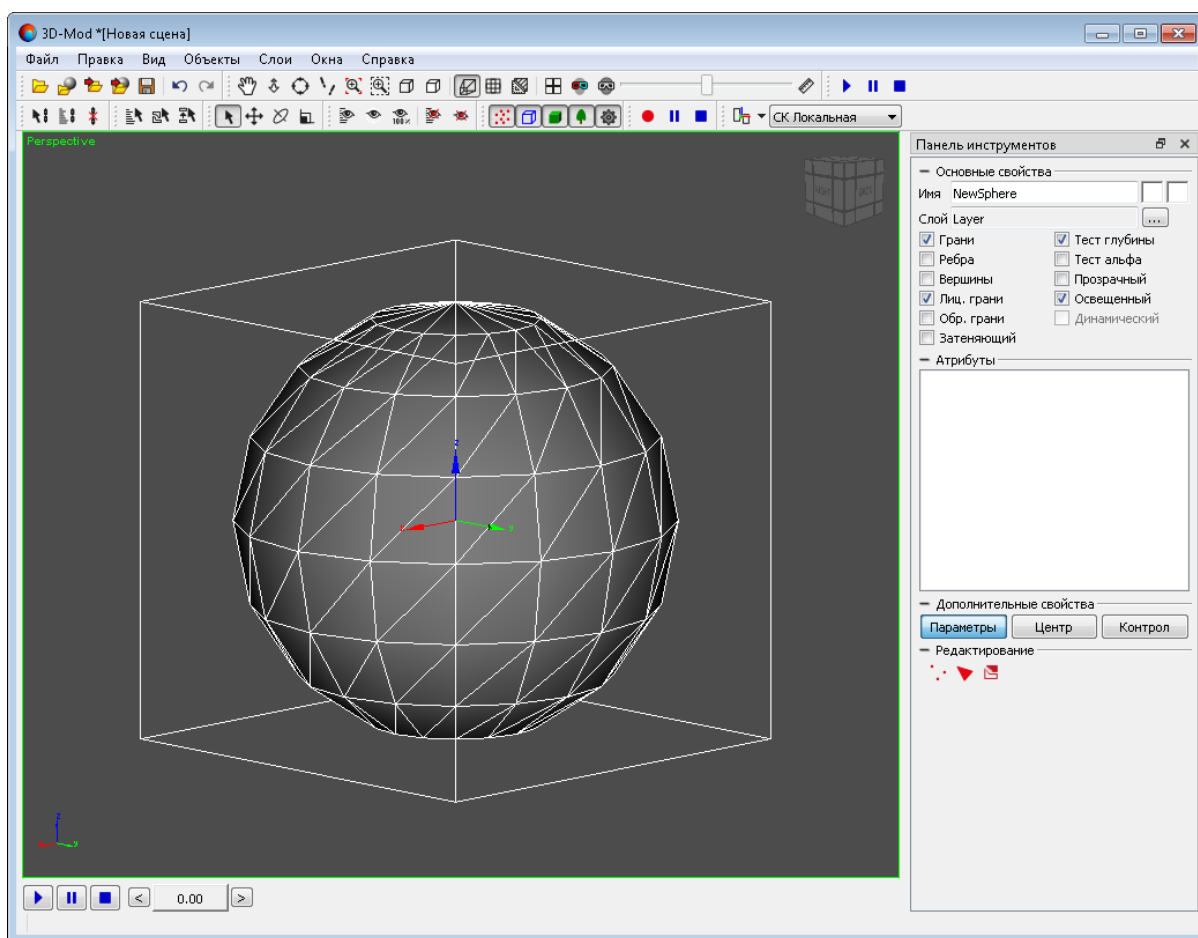 3D-Mod *[Новая сцена]
Файл Правка Вид Объекты Слои Окна Справка
100%
СК Локальная
Perspective
Панель инструментов
Основные свойства
Имя NewSphere
Слой Layer
...
Грани Тест глубины
Ребра Тест альфа
Вершины Прозрачный
Лиц. грани Освещенный
Обр. грани Динамический
Затеняющий
Атрибуты
z
x y
Дополнительные свойства
Параметры Центр Контрол
Редактирование
z
x y
< 0.00 >